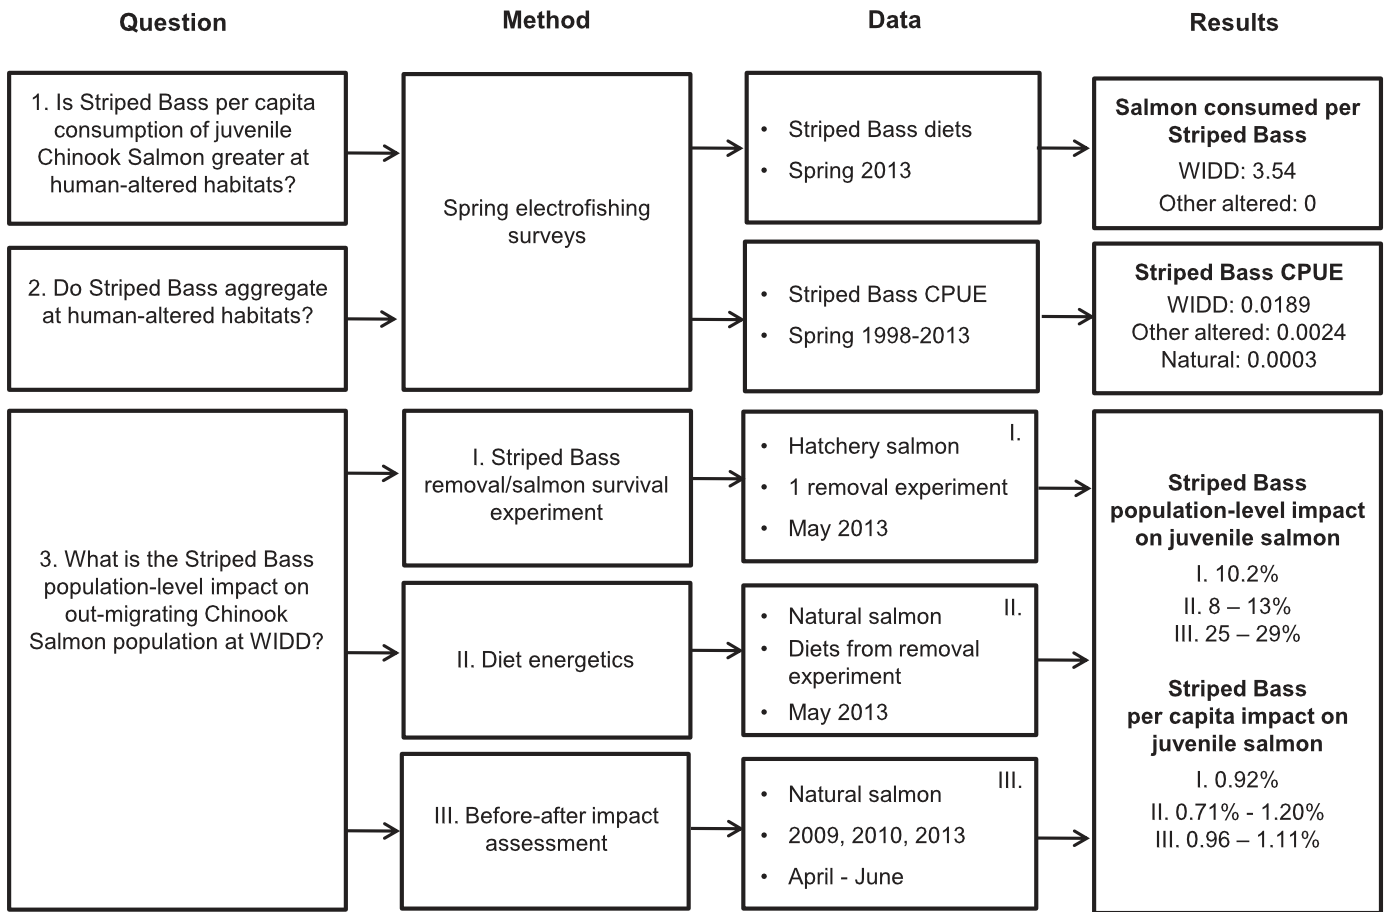 Question
Method
Data
Results
1. Is Striped Bass per capita
consumption of juvenile
Chinook Salmon greater at
human-altered habitats?
Spring electrofishing
surveys
• Striped Bass diets
• Spring 2013
Salmon consumed per
Striped Bass
WIDD: 3.54
Other altered: 0
2. Do Striped Bass aggregate
at human-altered habitats?
• Striped Bass CPUE
• Spring 1998-2013
Striped Bass CPUE
WIDD: 0.0189
Other altered: 0.0024
Natural: 0.0003
3. What is the Striped Bass
population-level impact on
out-migrating Chinook
Salmon population at WIDD?
I. Striped Bass
removal/salmon survival
experiment
I.
• Hatchery salmon
• 1 removal experiment
• May 2013
II. Diet energetics
II.
• Natural salmon
• Diets from removal
experiment
• May 2013
III. Before-after impact
assessment
III.
• Natural salmon
• 2009, 2010, 2013
• April - June
Striped Bass
population-level impact
on juvenile salmon
I. 10.2%
II. 8 – 13%
III. 25 – 29%
Striped Bass
per capita impact on
juvenile salmon
I. 0.92%
II. 0.71% - 1.20%
III. 0.96 – 1.11%